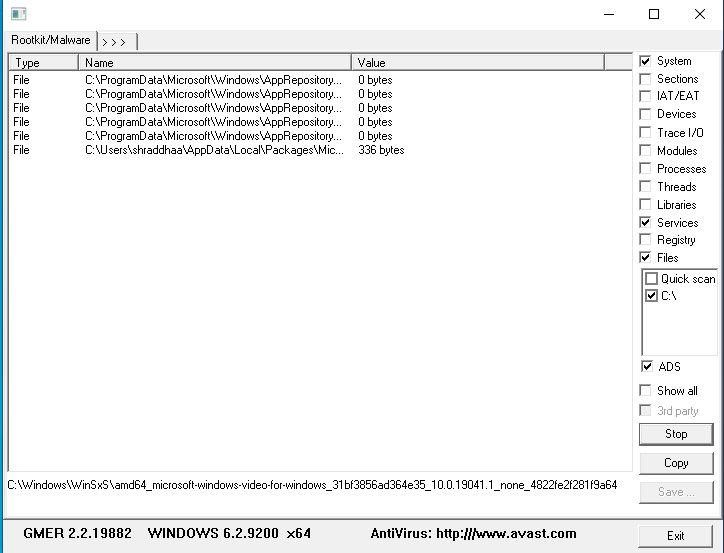 Rootkit/Malware > > >
Type Name Value
File C:\ProgramData\Microsoft\Windows\AppRepository... 0 bytes
File C:\ProgramData\Microsoft\Windows\AppRepository... 0 bytes
File C:\ProgramData\Microsoft\Windows\AppRepository... 0 bytes
File C:\ProgramData\Microsoft\Windows\AppRepository... 0 bytes
File C:\ProgramData\Microsoft\Windows\AppRepository... 0 bytes
File C:\Users\shraddhaa\AppData\Local\Packages\Mic... 336 bytes
System
Sections
IAT/EAT
Devices
Trace I/O
Modules
Processes
Threads
Libraries
Services
Registry
Files
Quick scan
C:\
ADS
Show all
3rd party
Stop
Copy
Save ...
C:\Windows\WinSxS\amd64_microsoft-windows-video-for-windows_31bf3856ad364e35_10.0.19041.1_none_4822fe2f281f9a64
GMER 2.2.19882 WINDOWS 6.2.9200 x64 AntiVirus: http:///www.avast.com
Exit